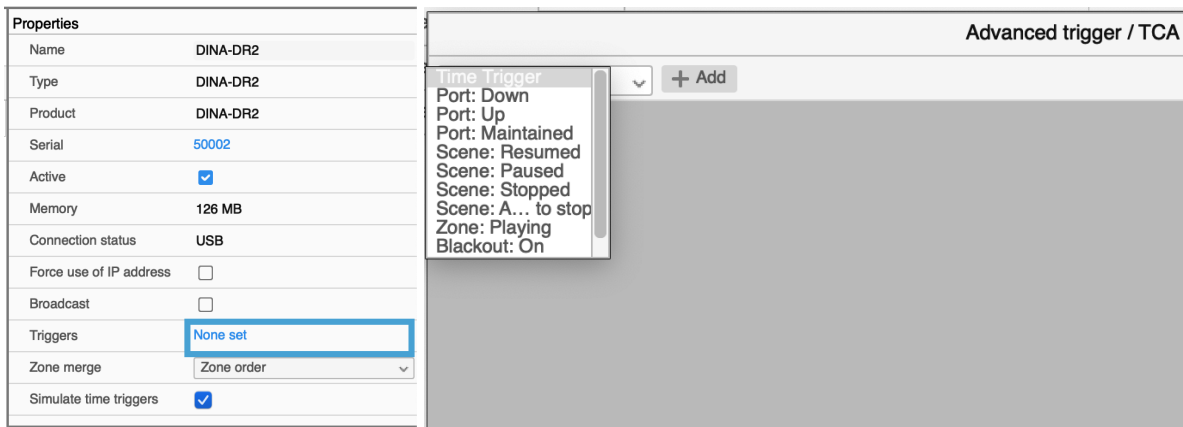 Properties
Name DINA-DR2
Type DINA-DR2
Product DINA-DR2
Serial 50002
Active
Memory 126 MB
Connection status USB
Force use of IP address
Broadcast
Triggers None set
Zone merge Zone order
Simulate time triggers
Advanced trigger / TCA
Time Trigger
+ Add
Port: Down
Port: Up
Port: Maintained
Scene: Resumed
Scene: Paused
Scene: Stopped
Scene: A... to stop
Zone: Playing
Blackout: On